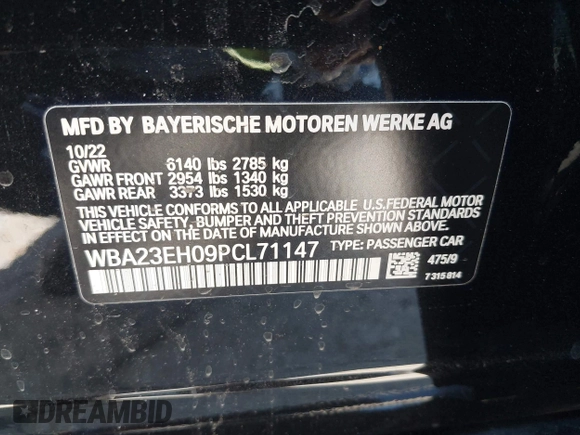 MFD BY BAYERISCHE MOTOREN WERKE AG
10/22
GVWR 6140 lbs 2785 kg
GAWR FRONT 2954 lbs 1340 kg
GAWR REAR 3373 lbs 1530 kg
THIS VEHICLE CONFORMS TO ALL APPLICABLE U.S.FEDERAL MOTOR
VEHICLE SAFETY, BUMPER, AND THEFT PREVENTION STANDARDS
IN EFFECT ON THE DATE OF MANUFACTURE SHOWN ABOVE.
WBA23EH09PCL71147 TYPE: PASSENGER CAR
475/9
7 315 814
DREAMBID